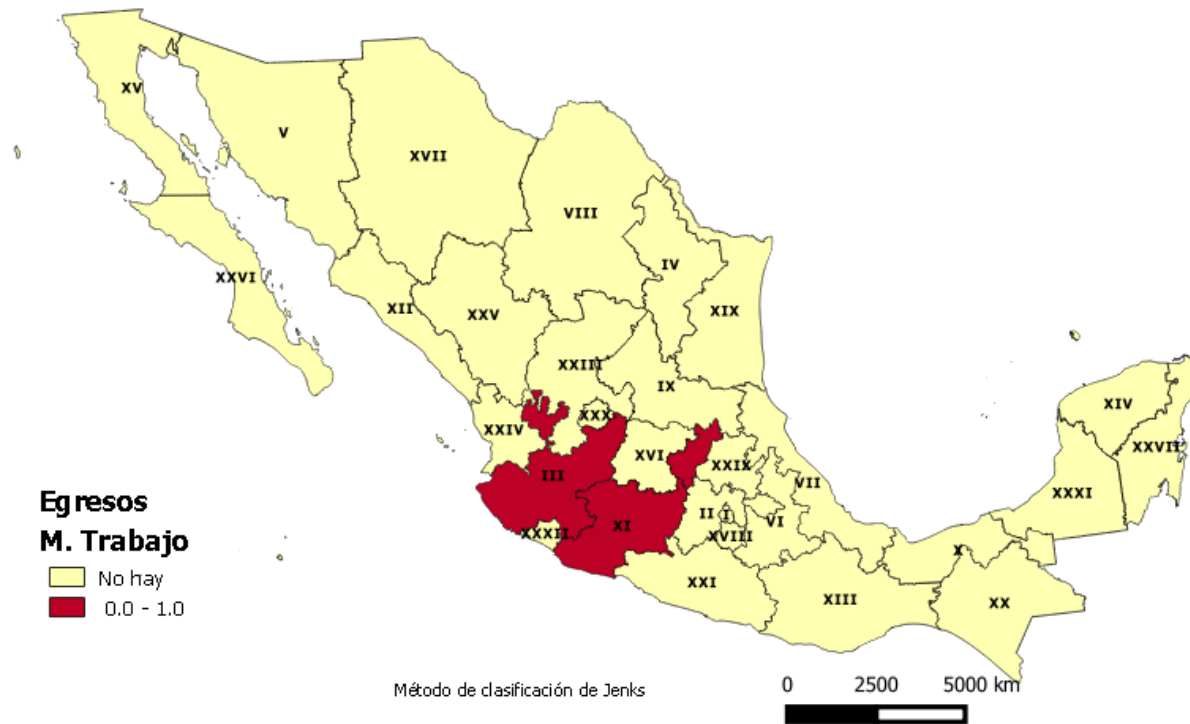 XV
V
XVII
VIII
IV
XXVI
XII
XXV
XIX
XXIII
IX
XXIV
XXX
XVI
XXIX
XIV
XXVII
III
VII
XXXI
II
I
VI
XI
XXXII
XVIII
X
XXI
XIII
XX
Egresos
M. Trabajo
No hay
0.0 - 1.0
Método de clasificación de Jenks
0 2500 5000 km